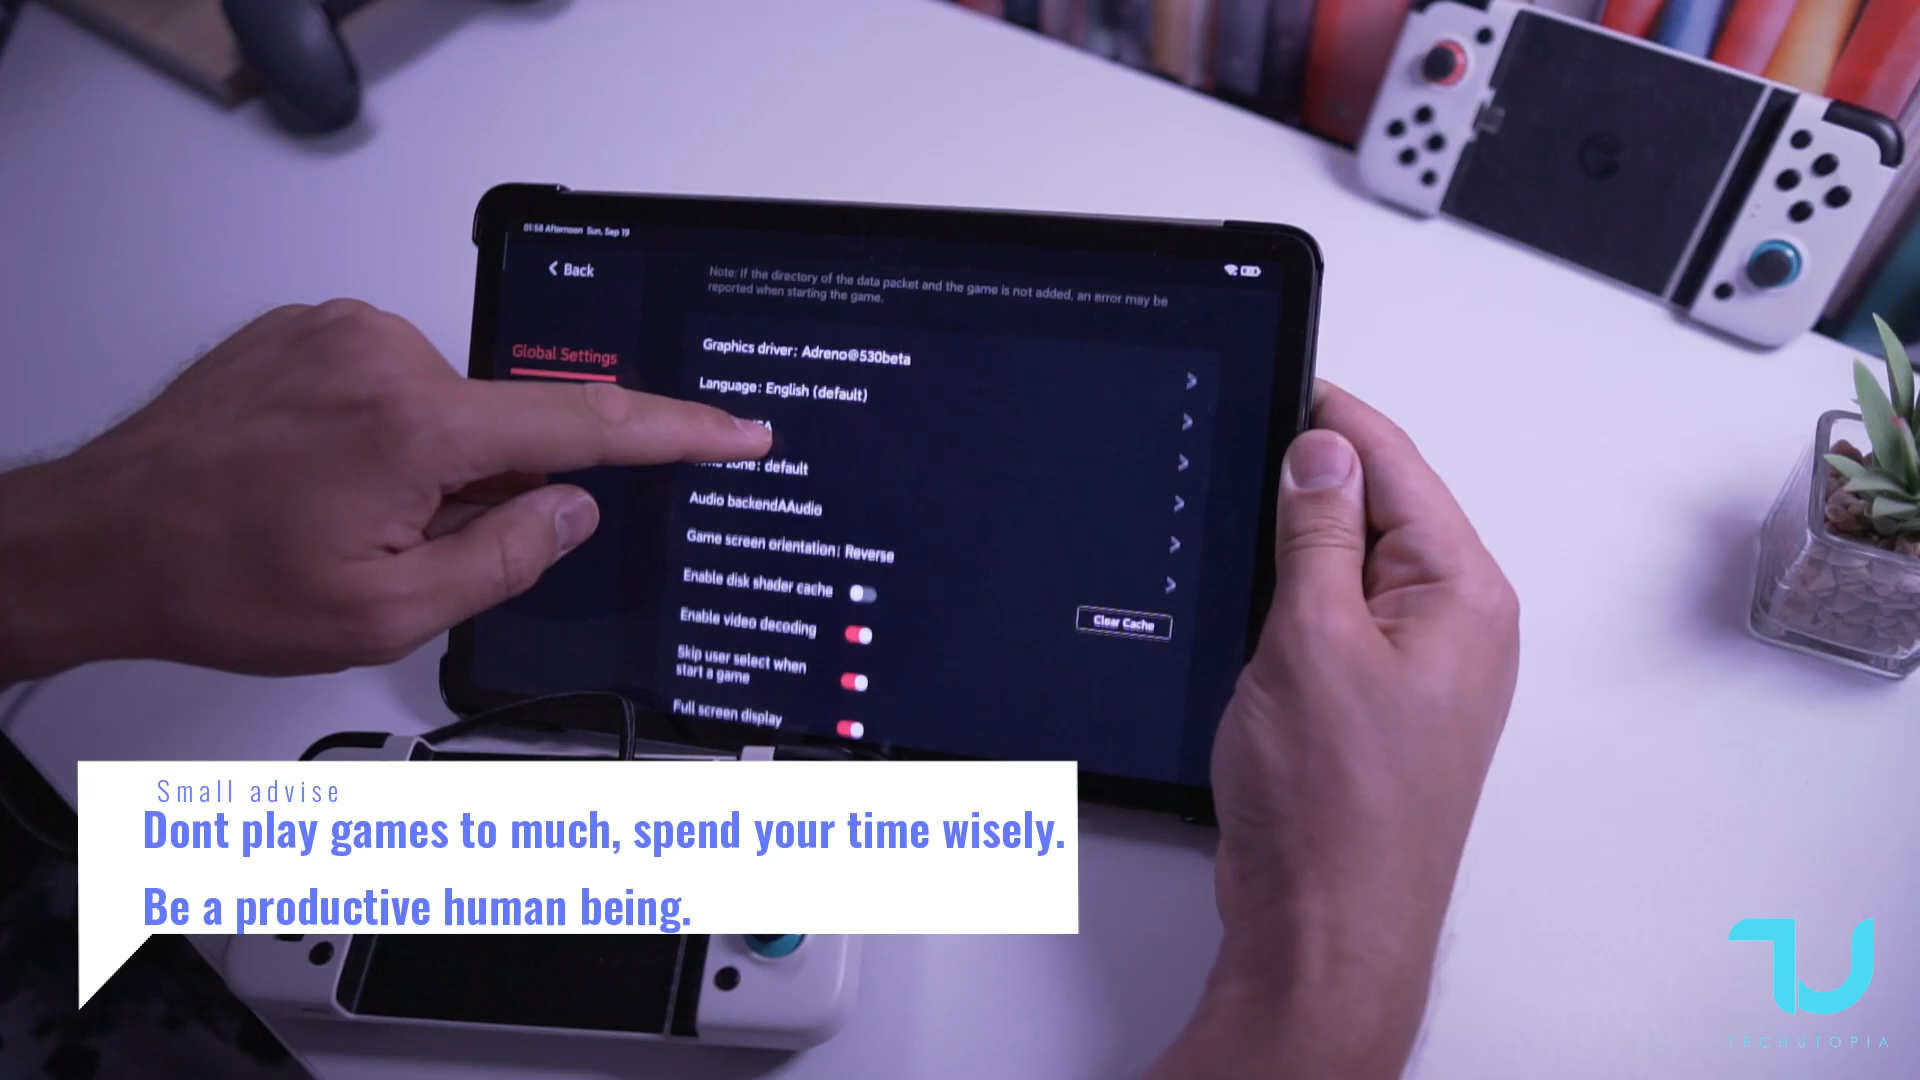 01:58 Afternoon Sun, Sep 19
Back
Note: If the directory of the data packet and the game is not added, an error may be
reported when starting the game.
Global Settings
Graphics driver: Adreno@530beta
Language: English (default)
zone: default
Audio backendAAudio
Game screen orientation: Reverse
Enable disk shader cache
Clear Cache
Enable video decoding
Skip user select when
start a game
Full screen display
Small advise
Dont play games to much, spend your time wisely.
Be a productive human being.
TECHUTOPIA